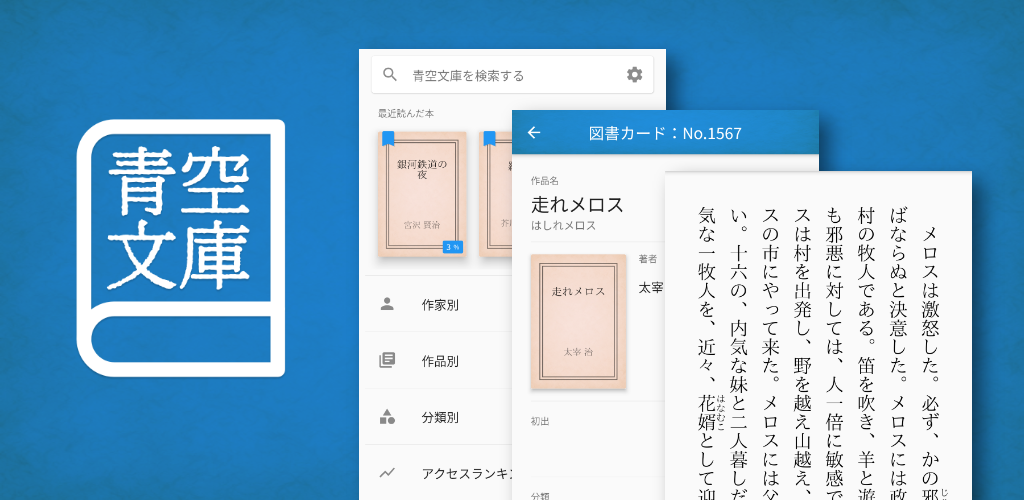 青空
文庫
青空文庫を検索する
最近読んだ本
銀河鉄道の
夜
宮沢 賢治
3 %
作家別
作品別
分類別
アクセスランキ
図書カード：No.1567
作品名
走れメロス
はしれメロス
著者
太宰
走れメロス
太宰 治
初出
分類
メロスは激怒した。必ず、かの邪
ばならぬと決意した。メロスには政
村の牧人である。笛を吹き、羊と遊
も邪悪に対しては、人一倍に敏感で
スは村を出発し、野を越え山越え、
スの市にやって来た。メロスには父
い。十六の、内気な妹と二人暮しだ
気な一牧人を、近々、花婿として迎
はなむこ